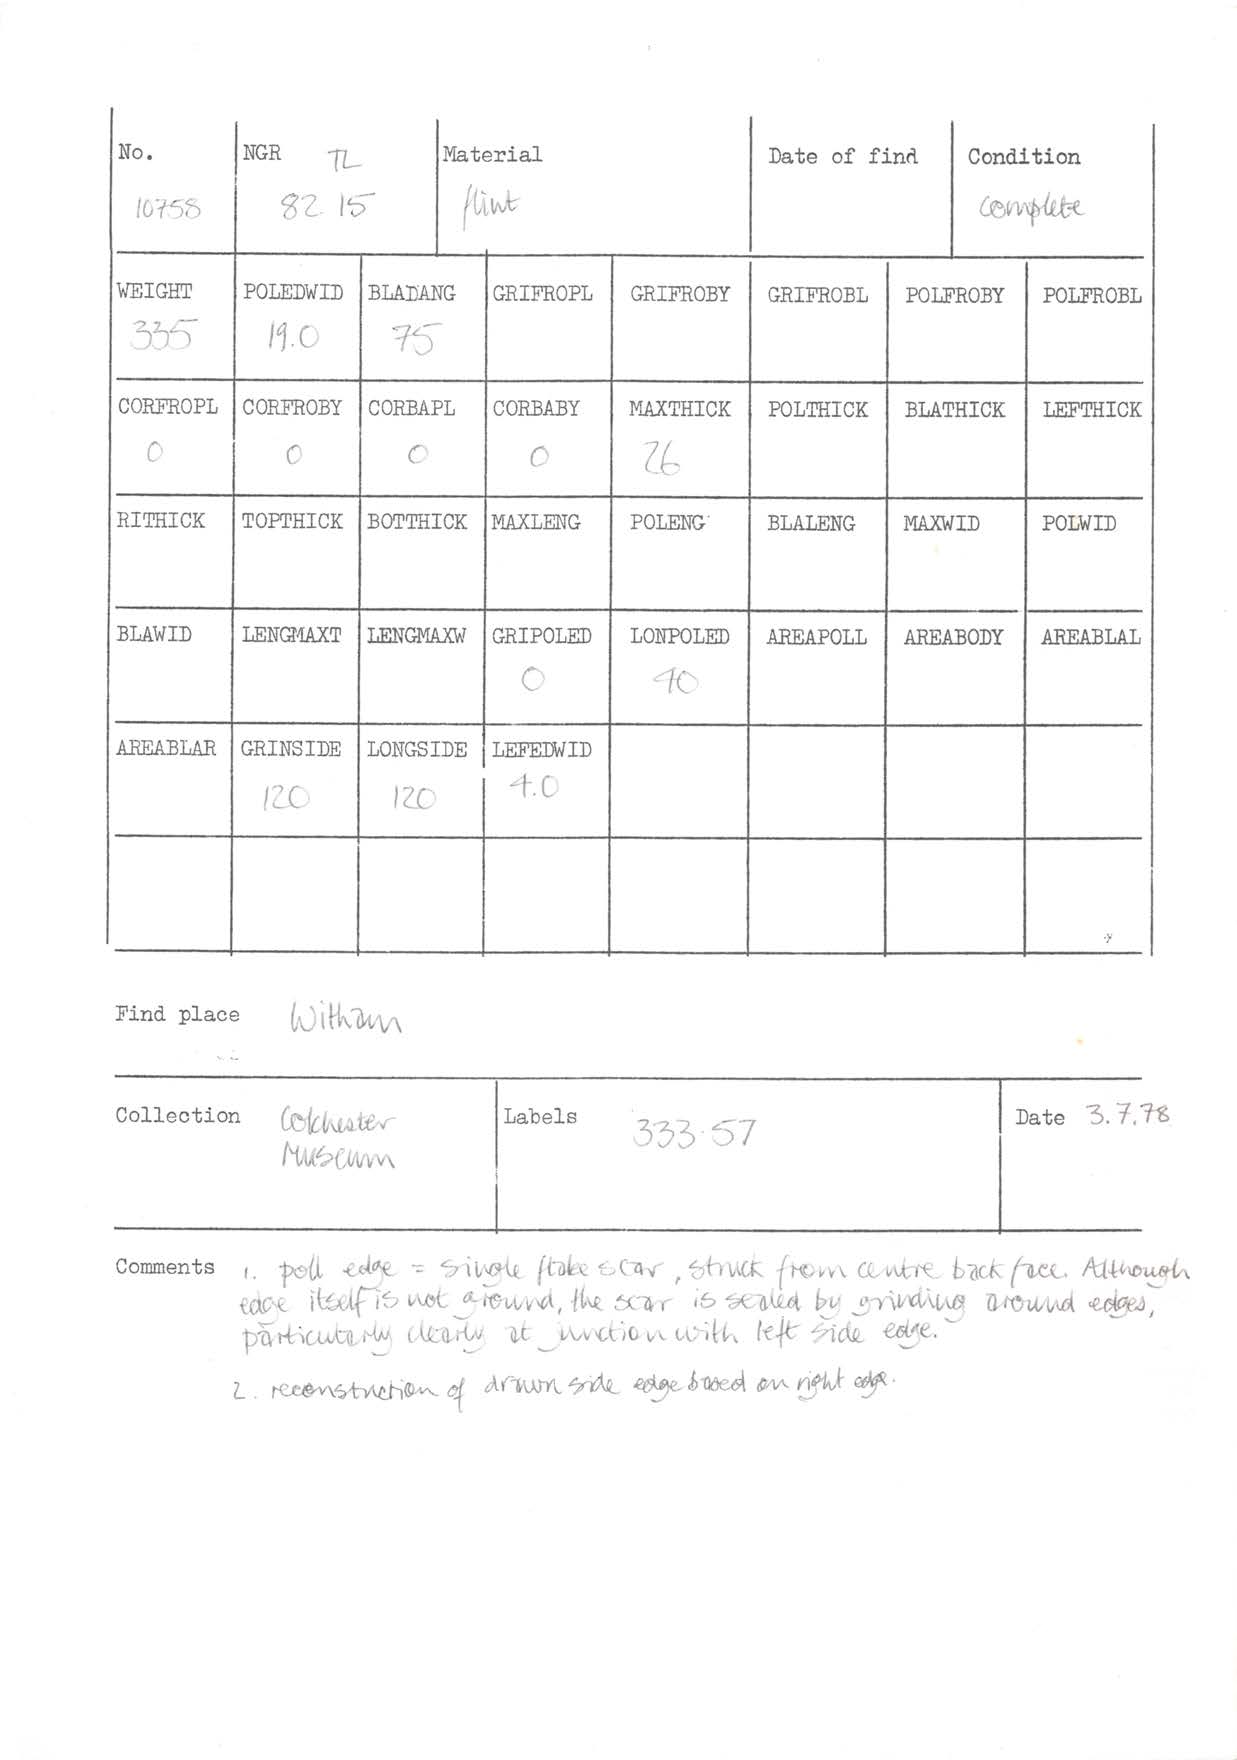 No. NGR TL Material Date of find Condition
10758 82 15 flint complete
WEIGHT POLEDWID BLADANG GRIFROPL GRIFROBY GRIFROBL POLFROBY POLFROBL
335 19.0 75
CORFROPL CORFROBY CORBAPL CORBABY MAXTHICK POLTHICK BLATHICK LEFTHICK
0 0 0 0 26
RITHICK TOPTHICK BOTTHICK MAXLENG POLENG BLALENG MAXWID POLWID
BLAWID LENGMAXT LENGMAXW GRIPOLED LONPOLED AREAPOLL AREABODY AREABLAL
0 40
AREABLAR GRINSIDE LONGSIDE LEFEDWID
120 120 4.0
Find place Witham
Collection Colchester Labels 333.57 Date 3.7.78
Museum
Comments 1. poll edge = single flake scar, struck from centre back face. Although
edge itself is not ground, the scar is sealed by grinding around edges,
particularly clearly at junction with left side edge.
2. reconstruction of drawn side edge based on right edge.